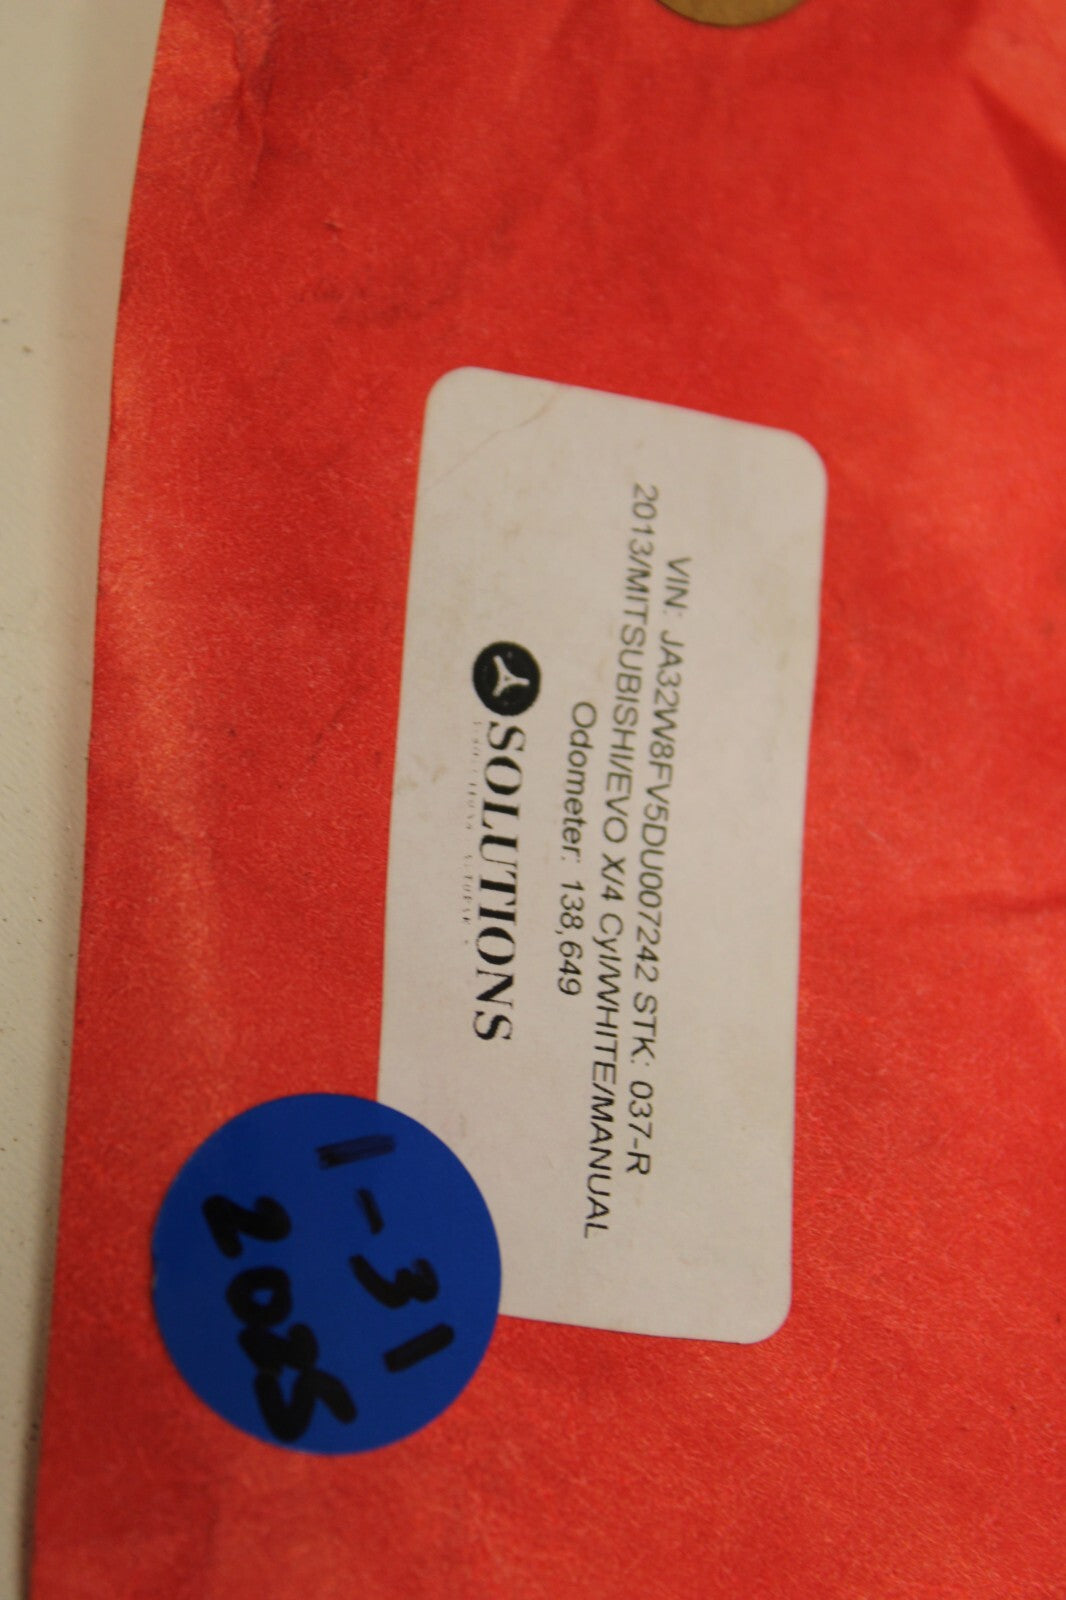 VIN: JA32W8FV5DU007242 STK: 037-R
2013/MITSUBISHI/EVO X/4 Cyl/WHITE/MANUAL
Odometer: 138,649
SOLUTIONS
1-31
2025